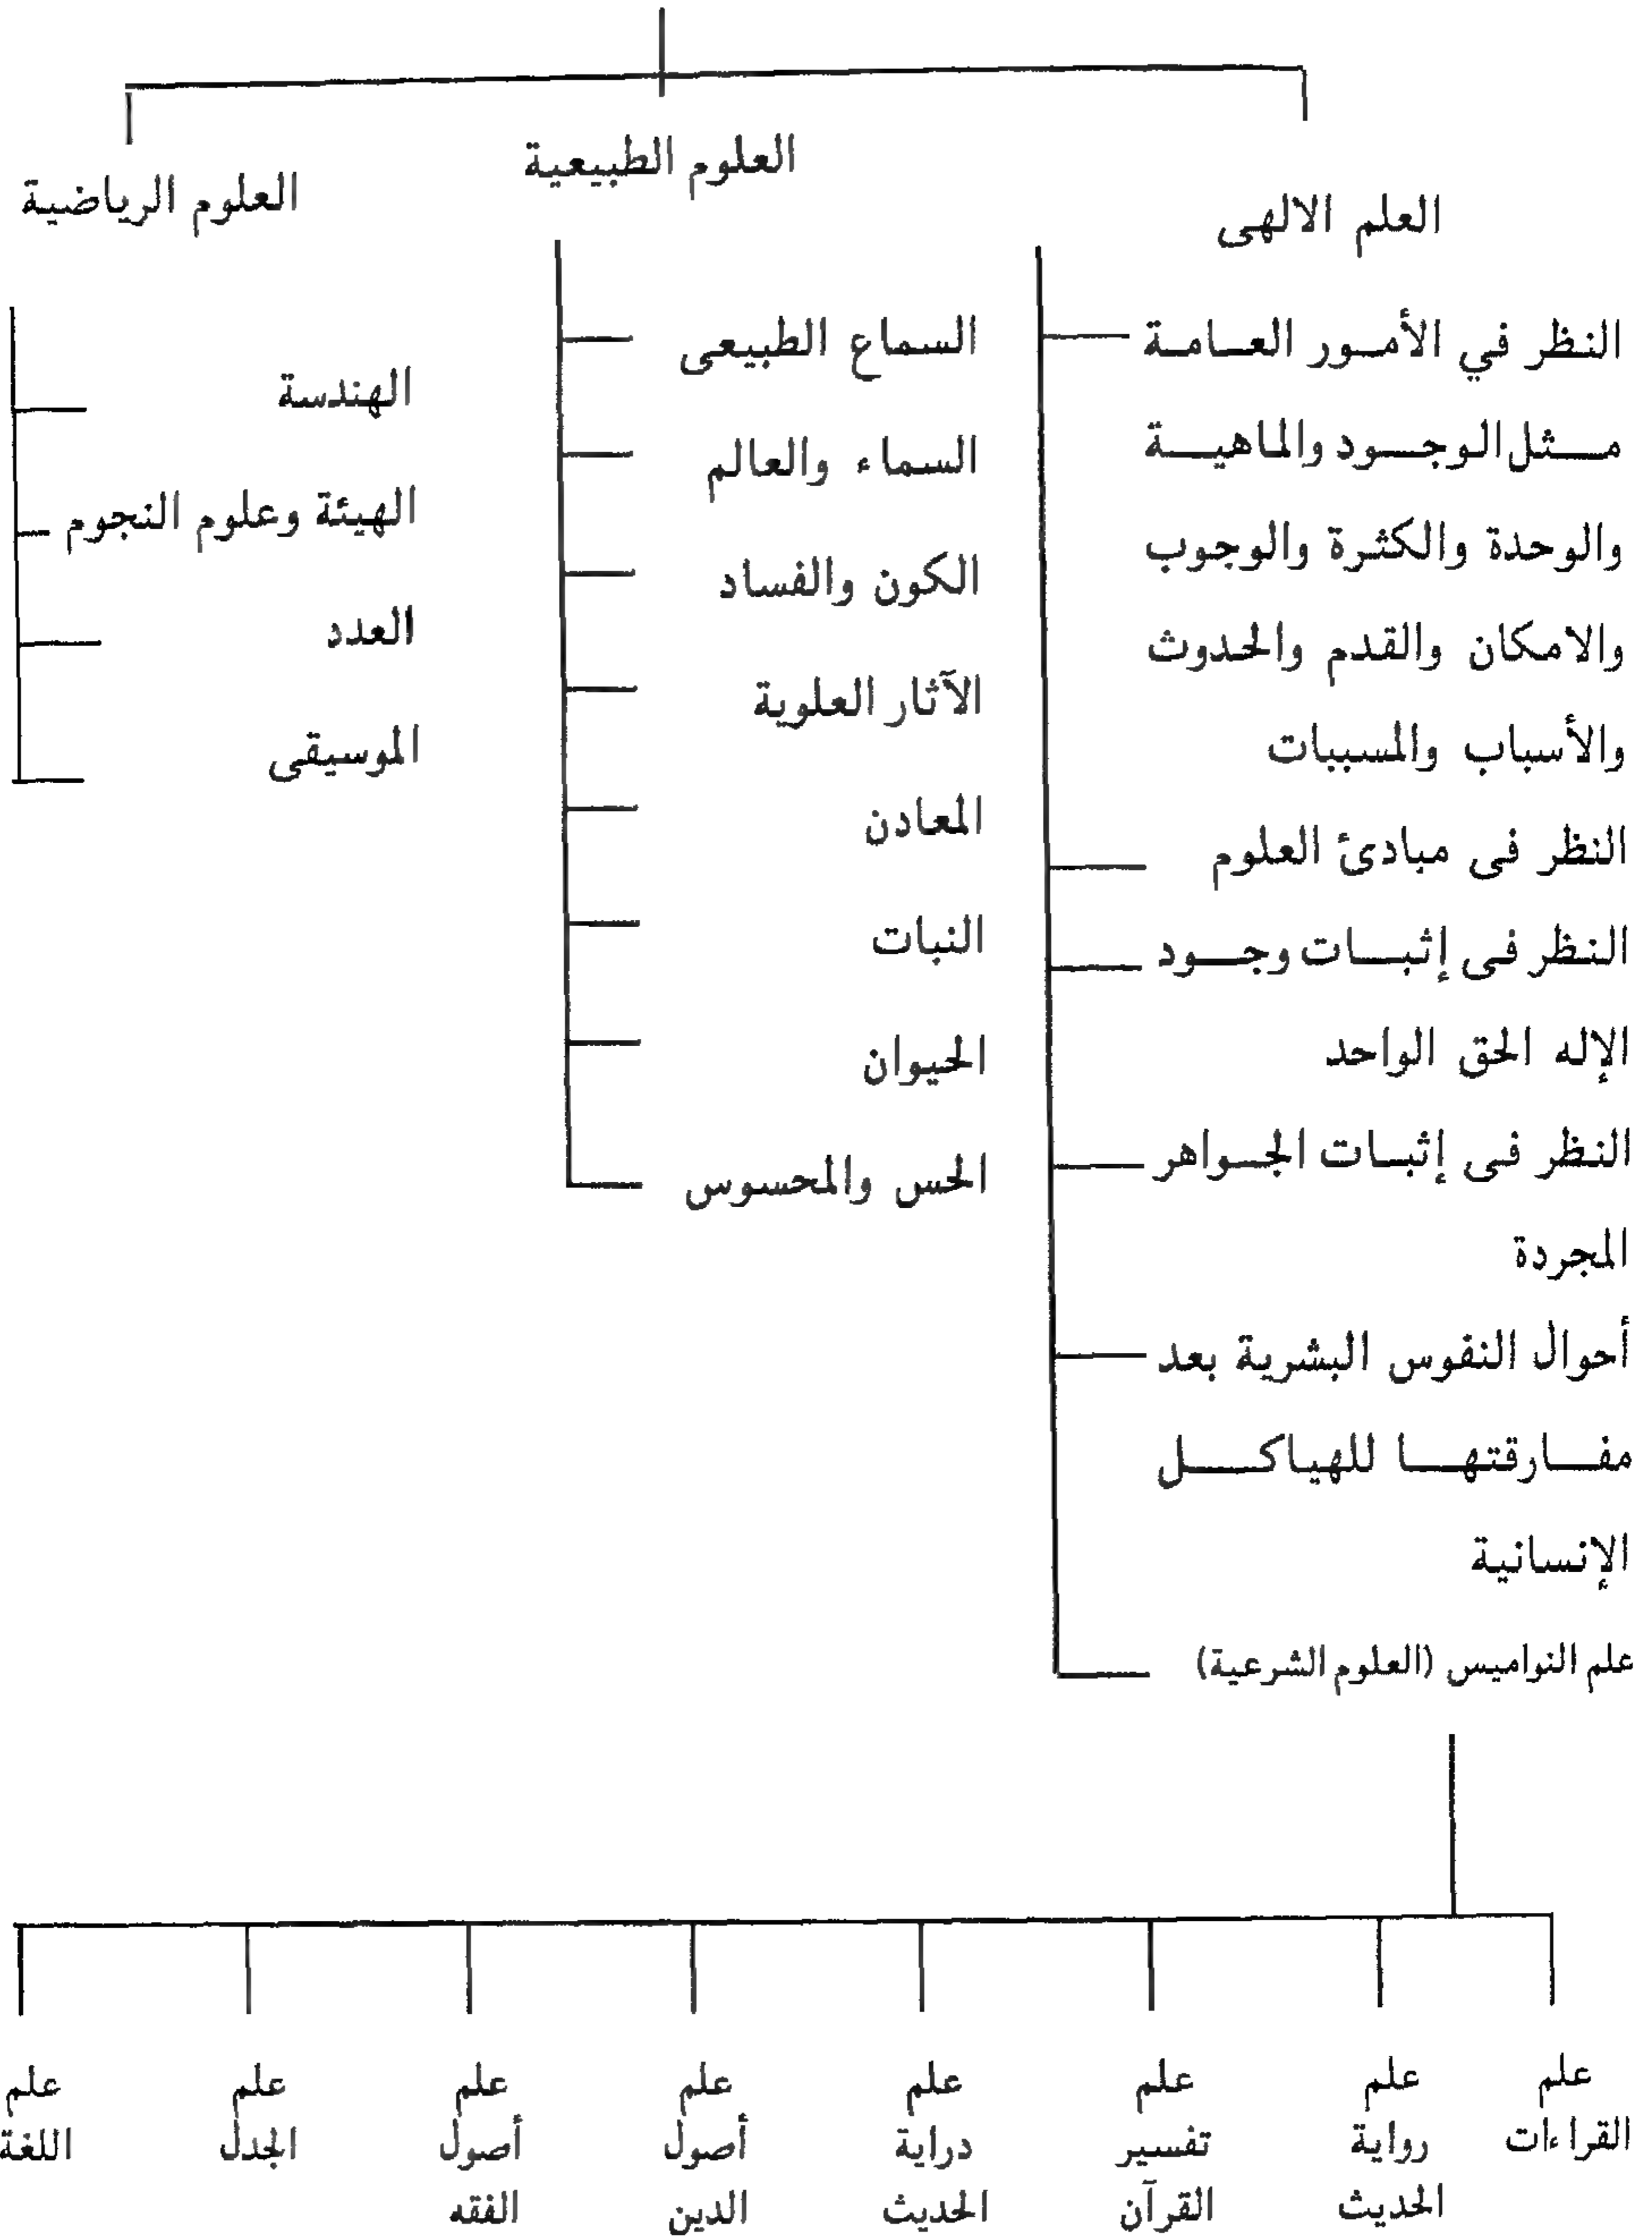 العلم الالهى
النظر في الأمور العامة
مثل الوجود والماهية
والوحدة والكثرة والوجوب
والامكان والقدم والحدوث
والأسباب والمسببات
النظر فى مبادئ العلوم
النظر فى إثبات وجود
الإله الحق الواحد
النظر فى إثبات الجواهر
المجردة
أحوال النفوس البشرية بعد
مفارقتها للهياكل
الإنسانية
علم النواميس (العلوم الشرعية)
العلوم الطبيعية
السماع الطبيعى
السماء والعالم
الكون والفساد
الآثار العلوية
المعادن
النبات
الحيوان
الحس والمحسوس
العلوم الرياضية
الهندسة
الهيئة وعلوم النجوم
العدد
الموسيقى
علم
القراءات
علم
رواية
الحديث
علم
تفسير
القرآن
علم
دراية
الحديث
علم
أصول
الدين
علم
أصول
الفقه
علم
الجدل
علم
اللغة